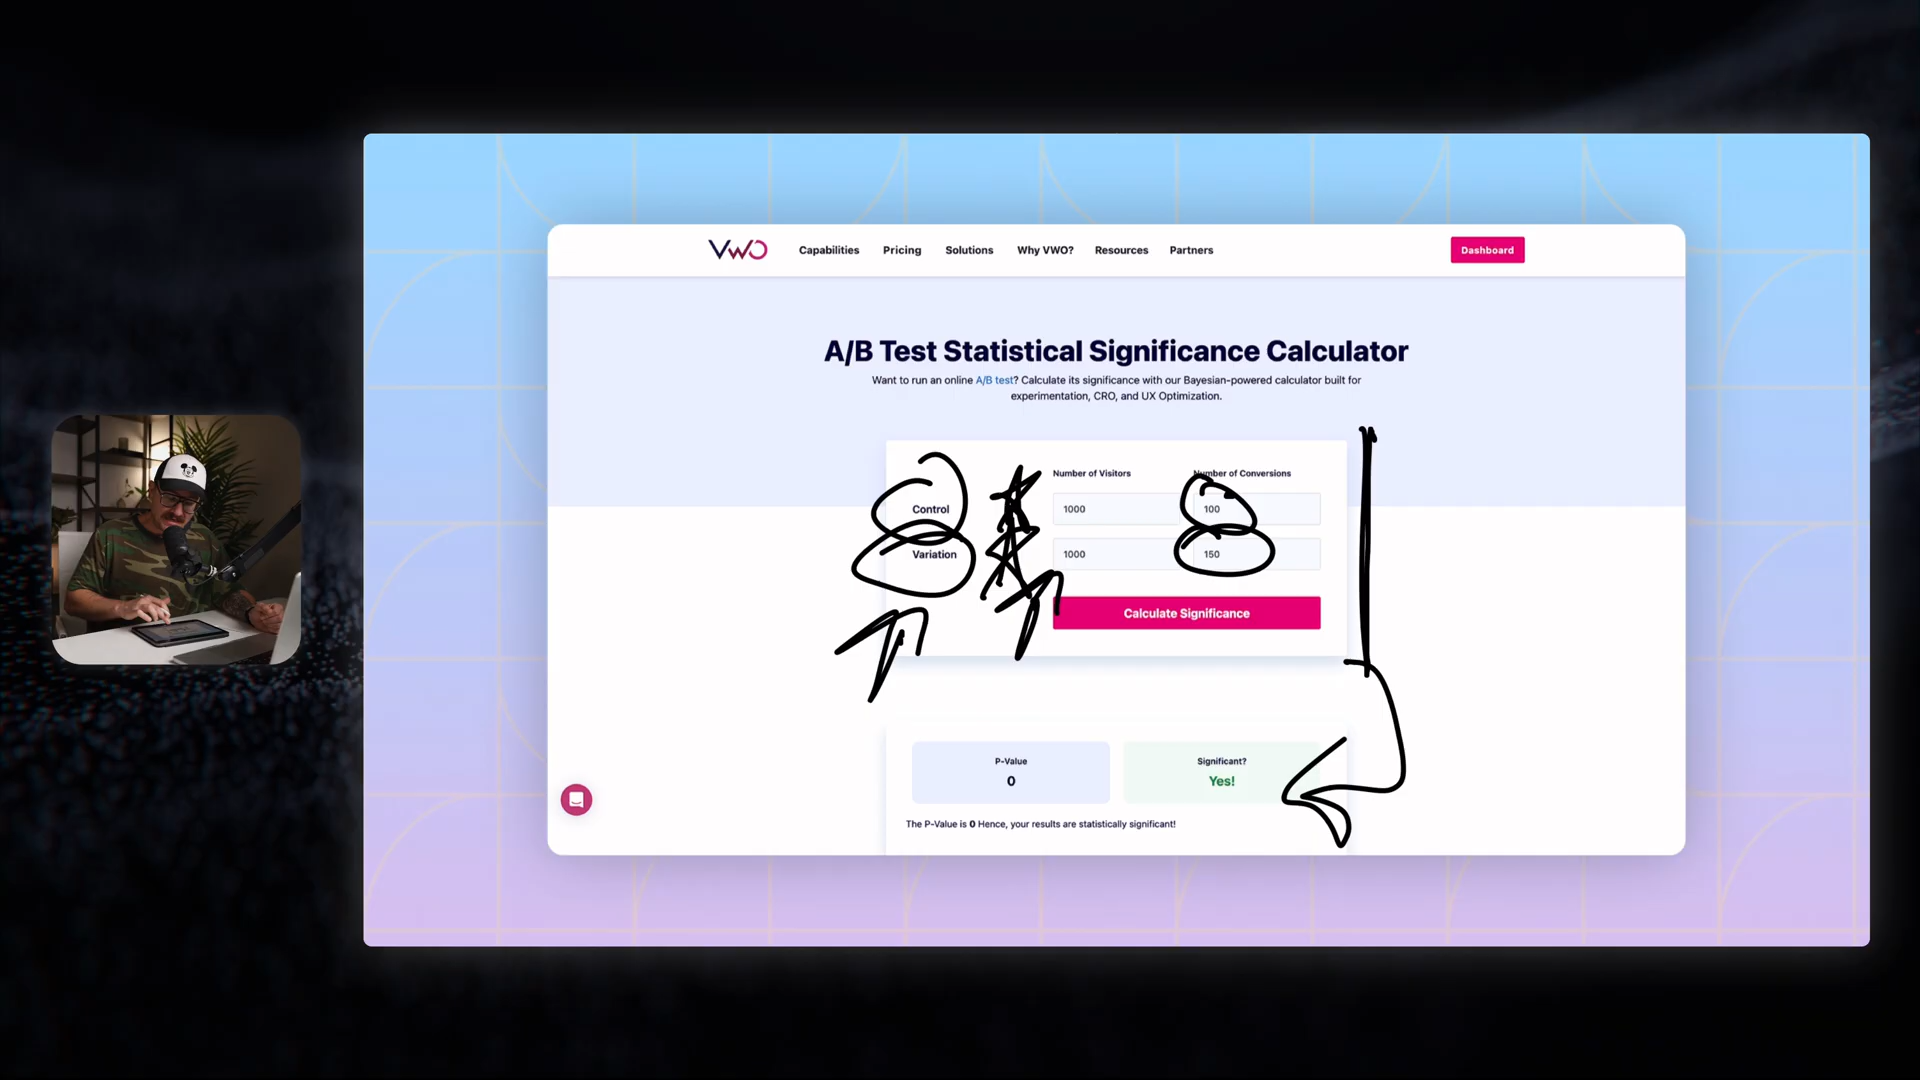 VWO Capabilities Pricing Solutions Why VWO? Resources Partners Dashboard
A/B Test Statistical Significance Calculator
Want to run an online A/B test? Calculate its significance with our Bayesian-powered calculator built for
experimentation, CRO, and UX Optimization.
Number of Visitors Number of Conversions
Control 1000 100
Variation 1000 150
Calculate Significance
P-Value Significant?
0 Yes!
The P-Value is 0 Hence, your results are statistically significant!